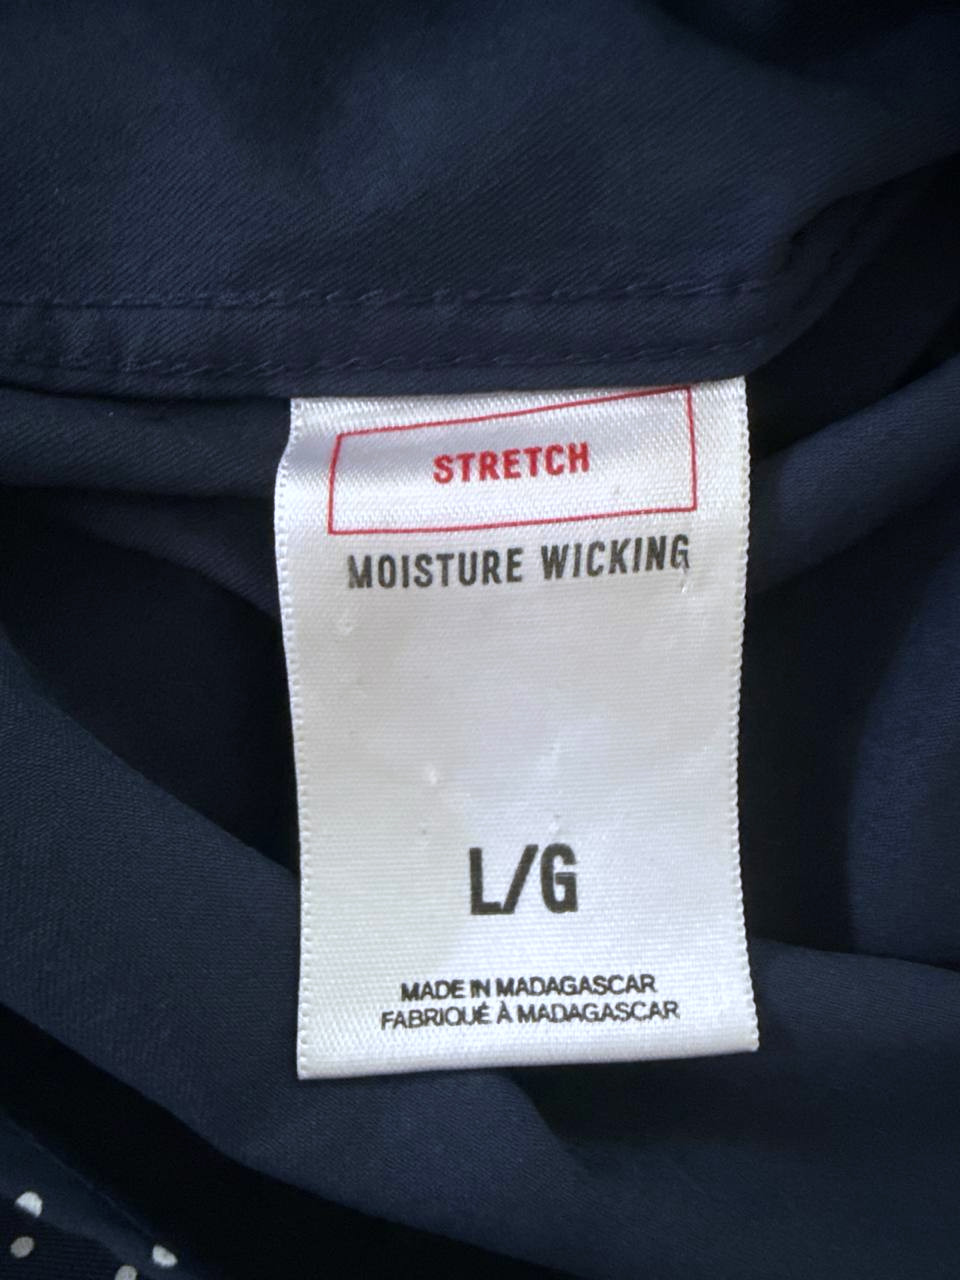 STRETCH
MOISTURE WICKING
L/G
MADE IN MADAGASCAR
FABRIQUÉ À MADAGASCAR